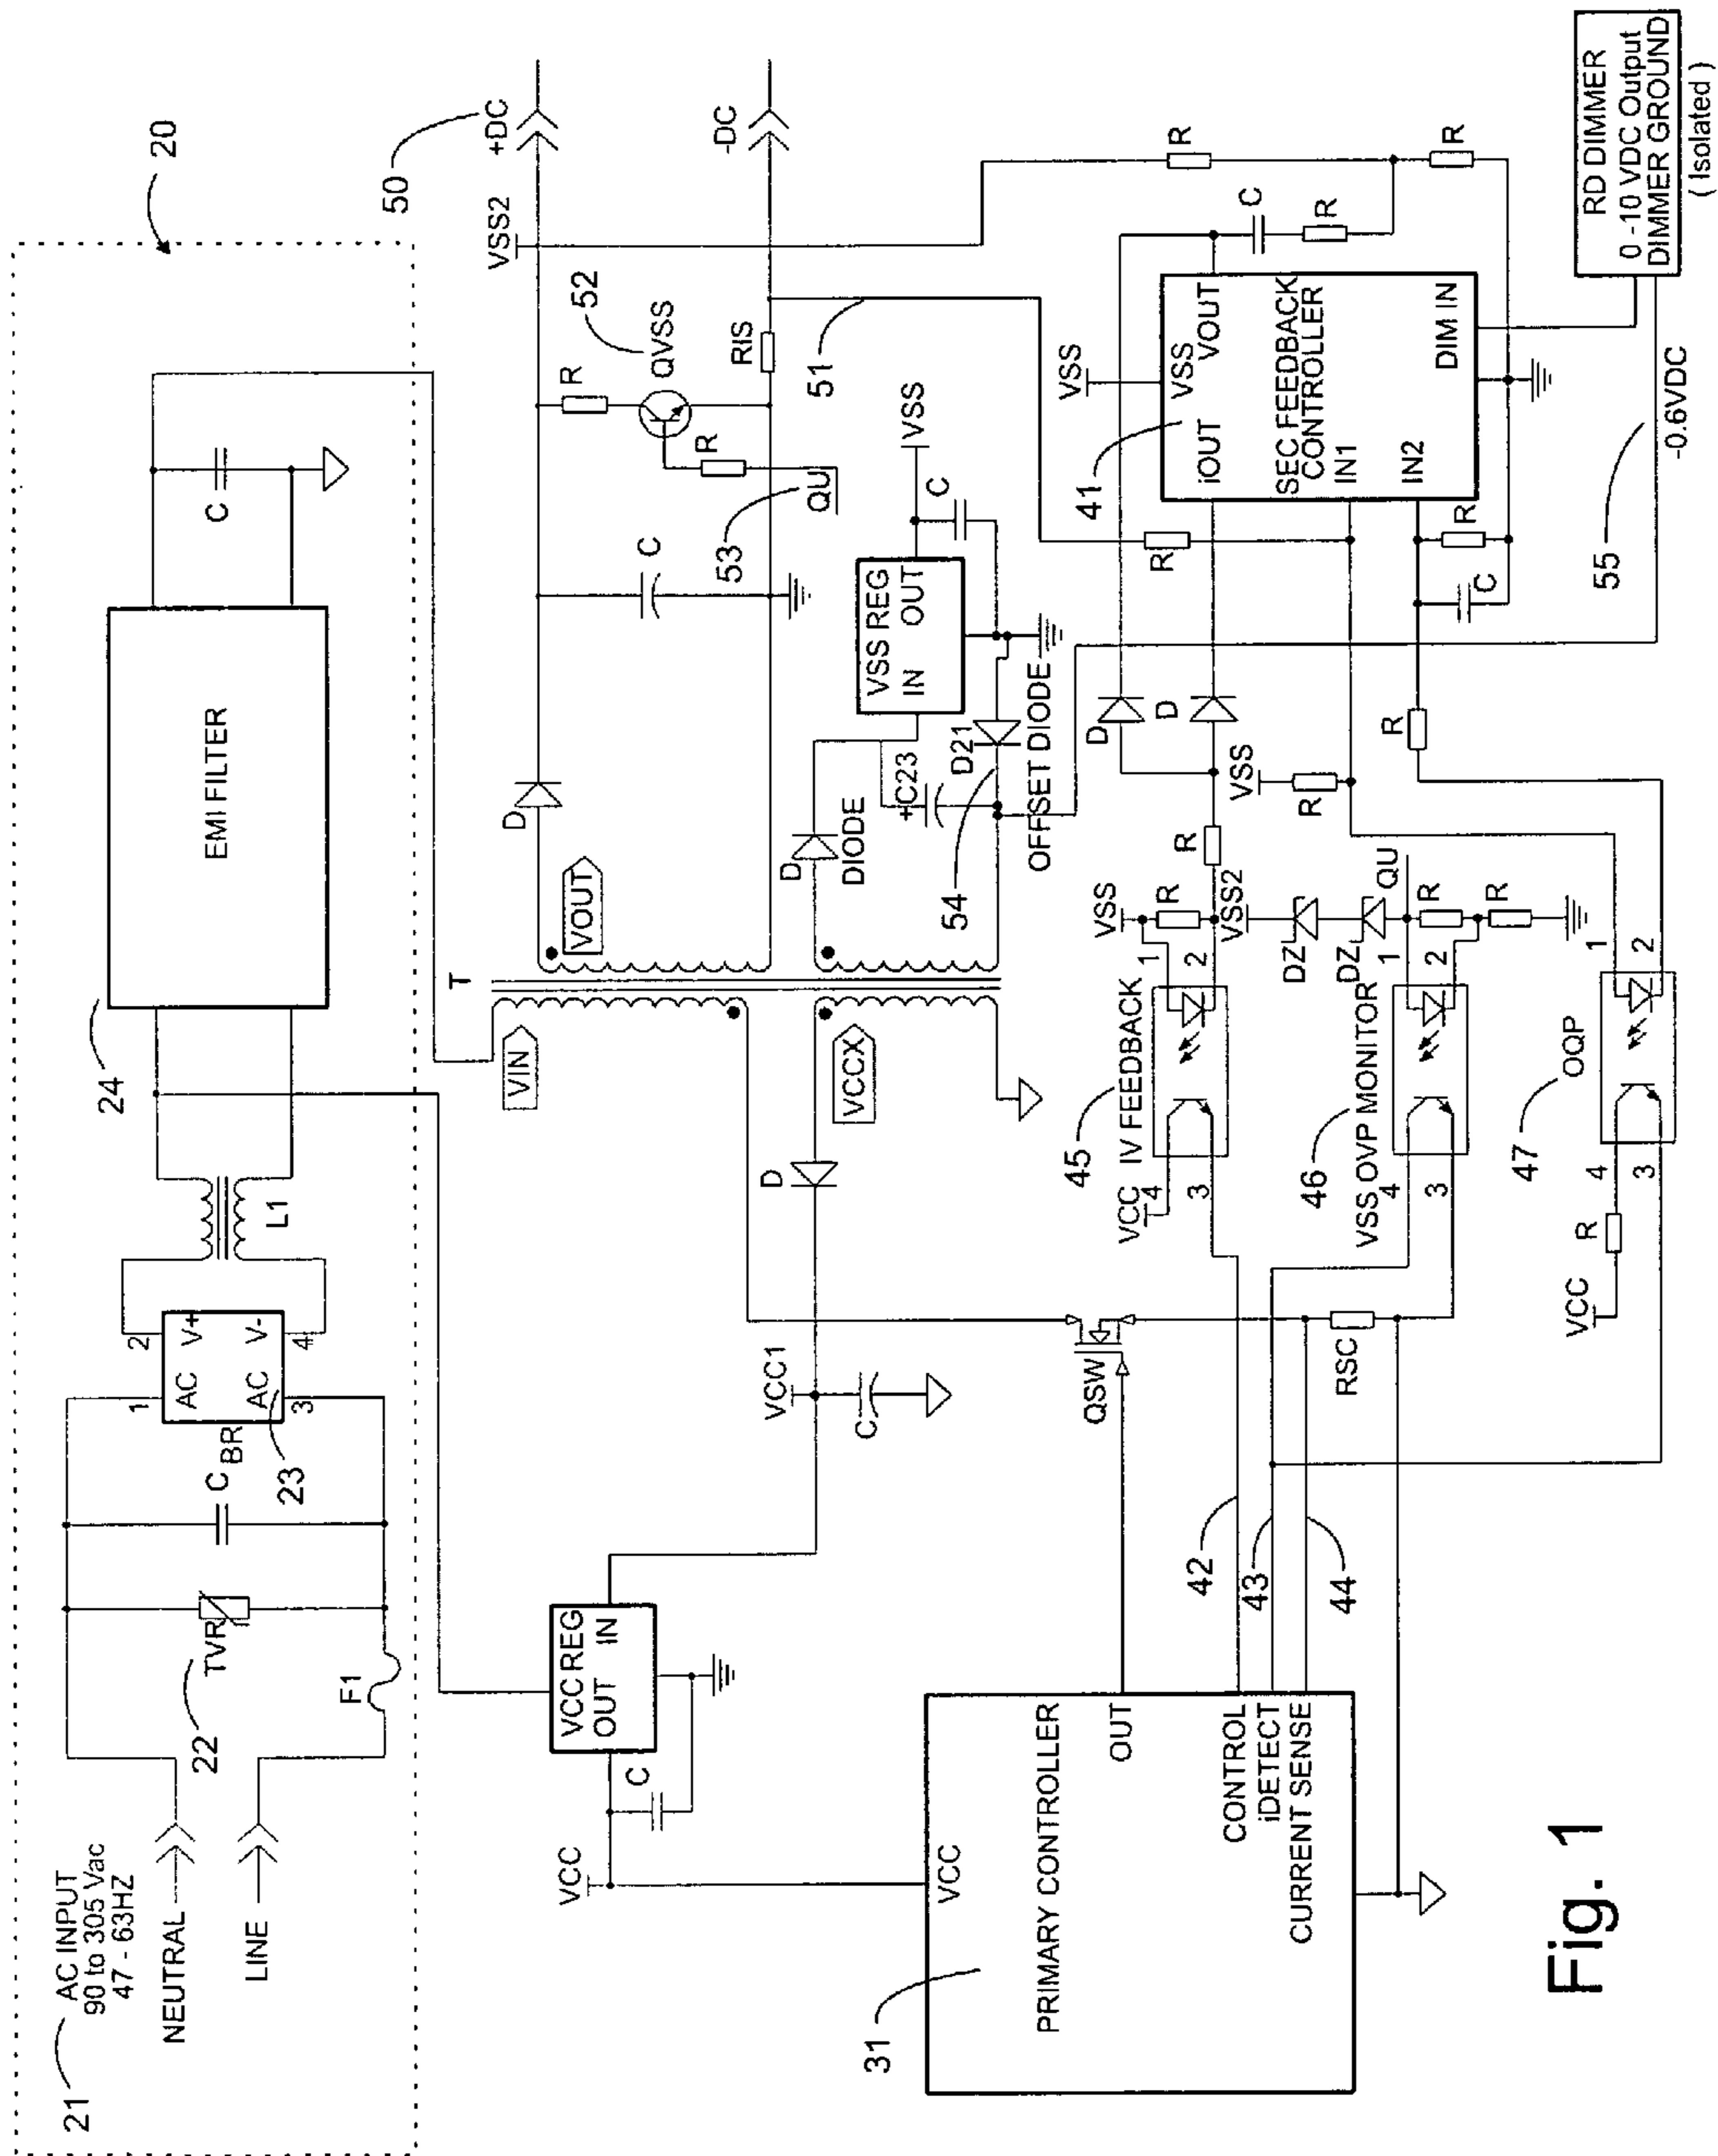 21
AC INPUT
90 to 305 Vac
47 - 63HZ
NEUTRAL
LINE
F1
22
TVR
C
BR
23
1
AC
3
AC
2
V+
4
V-
L1
24
EMI FILTER
C
20
VCC
C
VCC REG
OUT
IN
VCC1
C
D
T
VIN
VCCX
VOUT
D
D
DIODE
C
R
QVSS
52
R
QU
53
RIS
VSS2
50
+DC
-DC
51
+C23
VSS REG
IN
OUT
C
VSS
D21
54
OFFSET DIODE
31
VCC
PRIMARY CONTROLLER
OUT
CONTROL
iDETECT
CURRENT SENSE
42
43
44
QSW
RSC
VCC
4
3
45
IV FEEDBACK
1
2
VSS
R
R
D
D
46
VSS OVP MONITOR
4
3
1
2
VSS2
DZ
DZ
QU
R
R
VCC
R
4
3
47
OQP
1
2
VSS
R
R
R
C
R
41
iOUT
VSS
VOUT
SEC FEEDBACK
CONTROLLER
IN1
IN2
DIM IN
VSS
C
R
R
R
55
-0.6VDC
RD DIMMER
0 -10 VDC Output
DIMMER GROUND
( Isolated )
Fig. 1